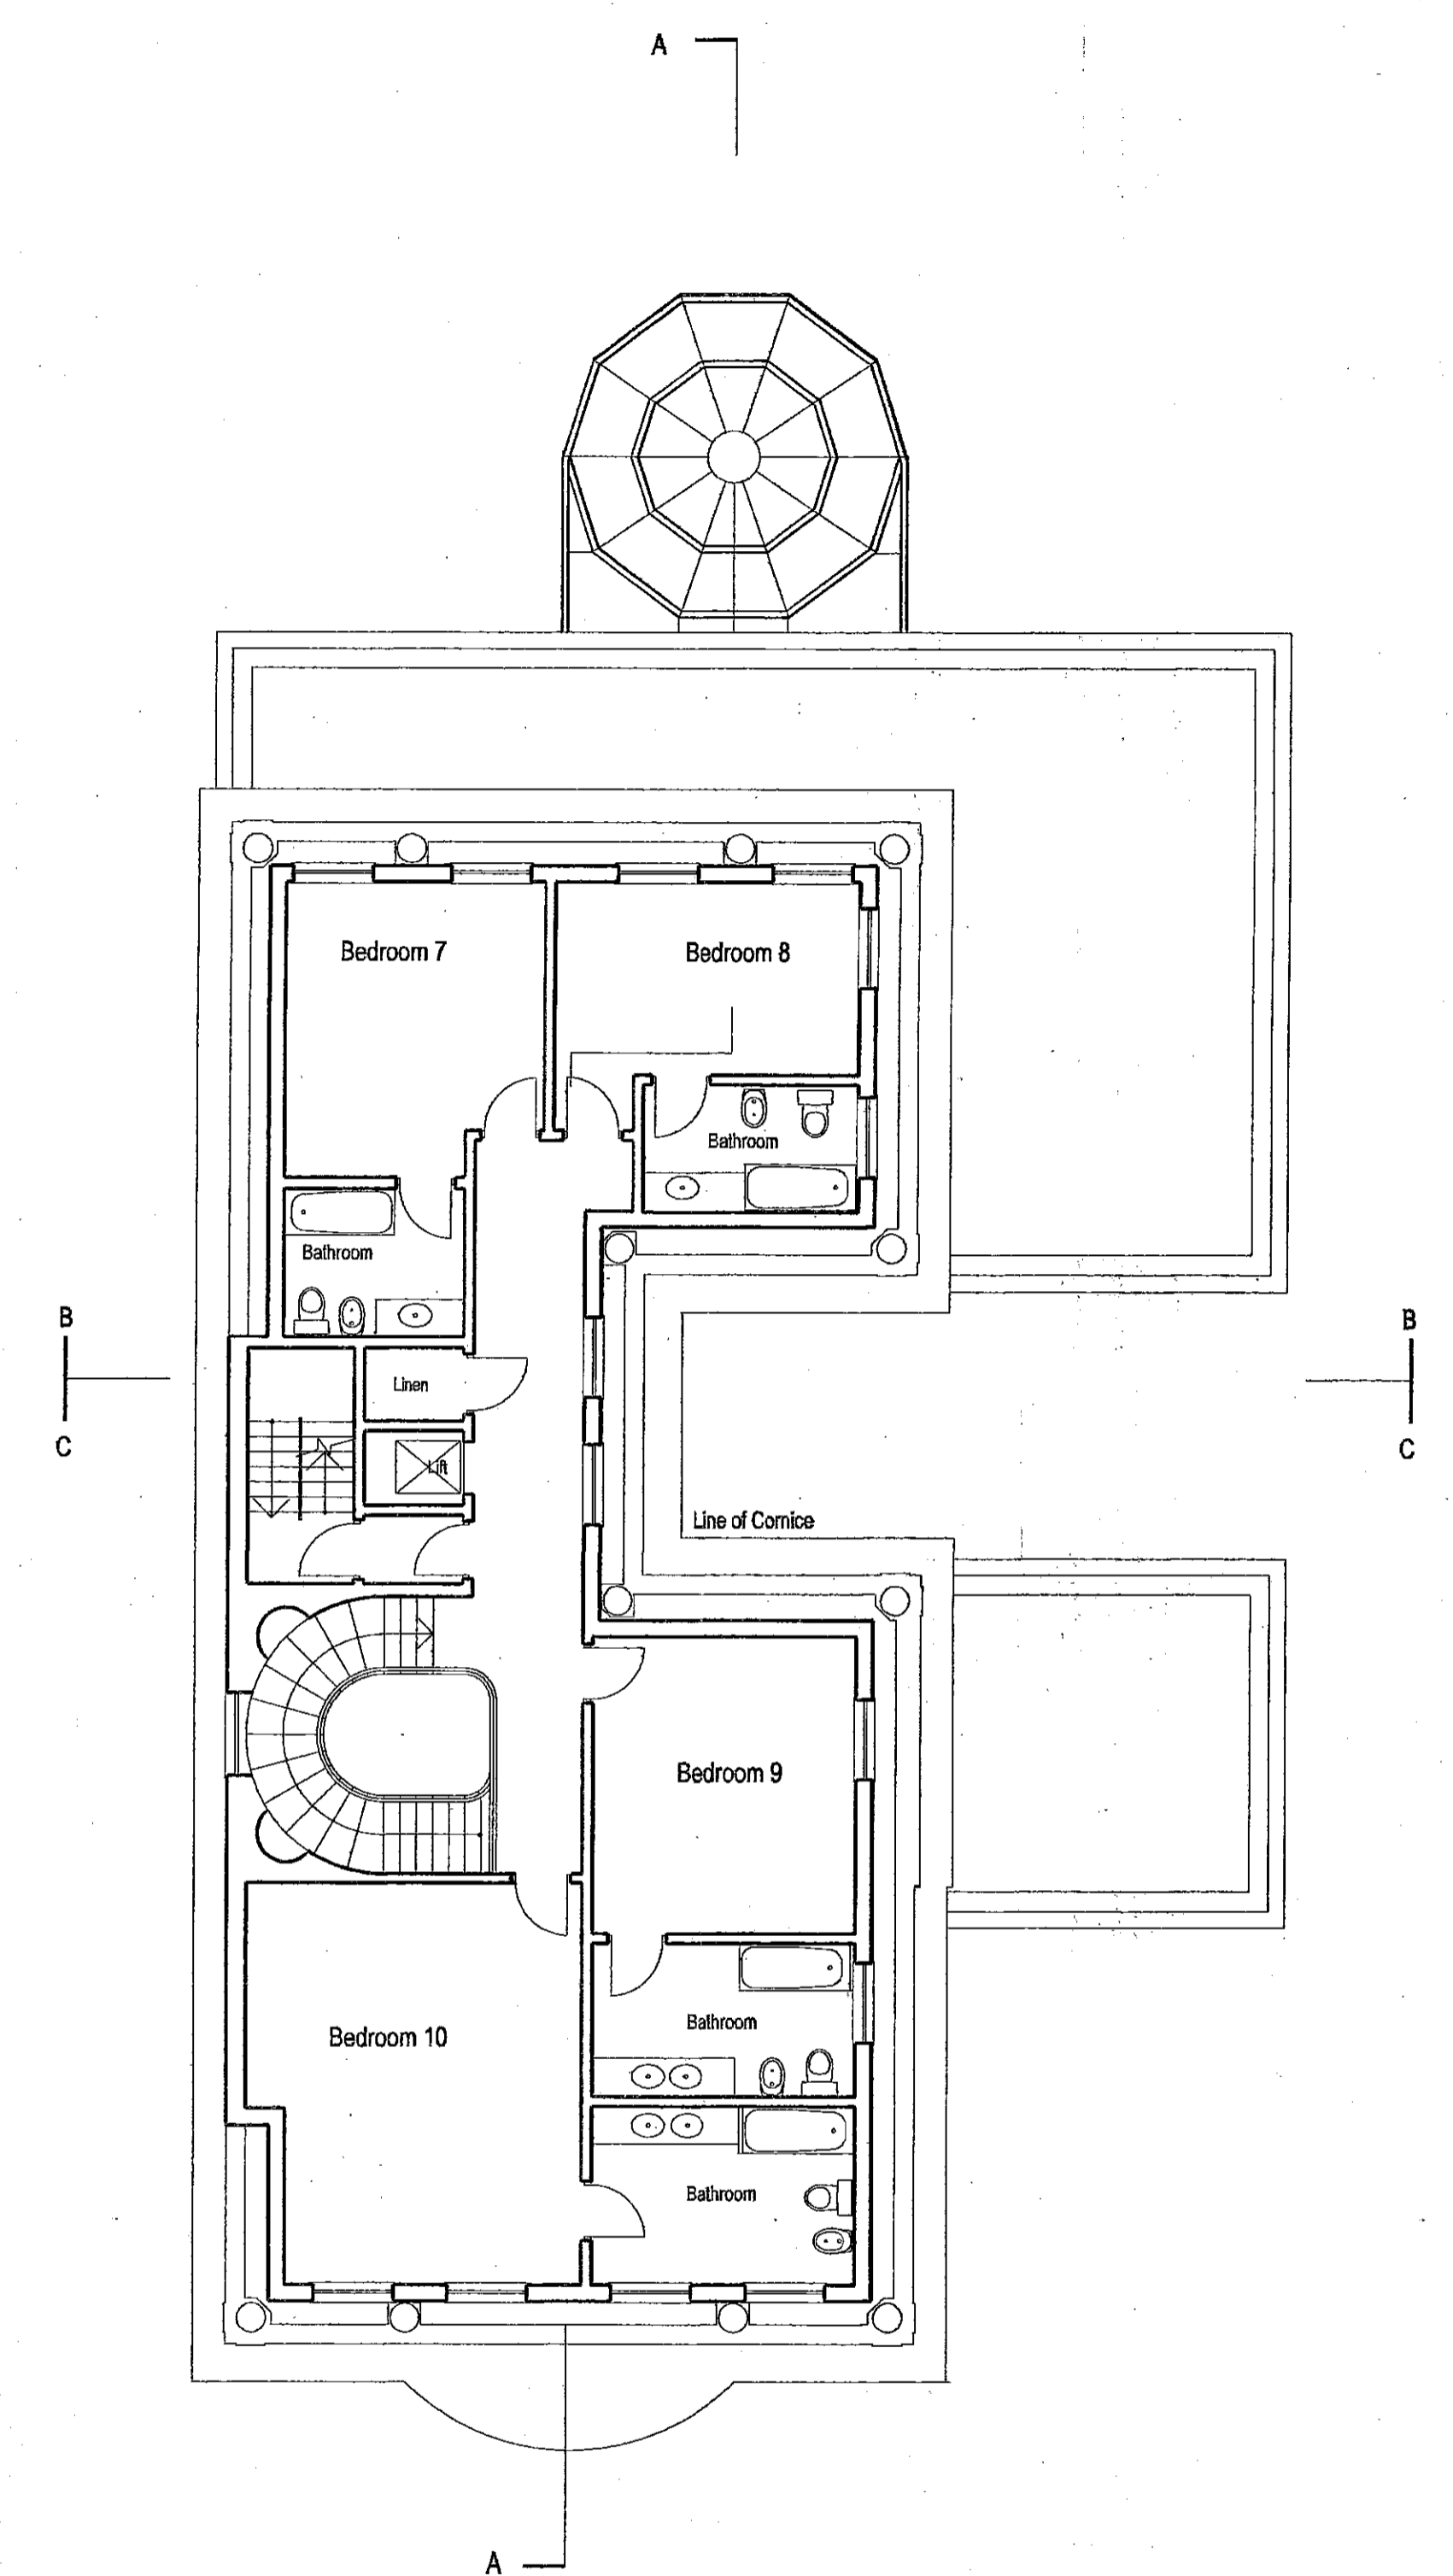 A
Bedroom 7
Bedroom 8
Bathroom
Bathroom
B
B
Linen
C
C
Lift
Line of Cornice
Bedroom 9
Bathroom
Bedroom 10
Bathroom
A